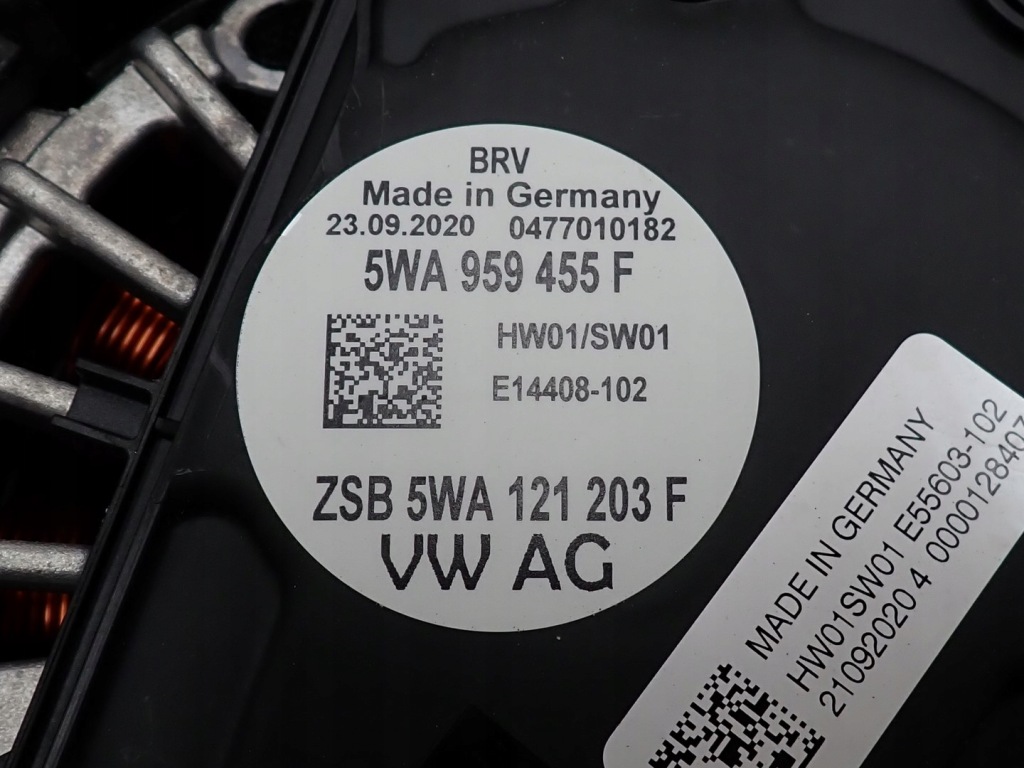 BRV
Made in Germany
23.09.2020 0477010182
5WA 959 455 F
HW01/SW01
E14408-102
ZSB 5WA 121 203 F
VW AG
MADE IN GERMANY
HW01SW01 E55603-102
21092020 4 0000128407